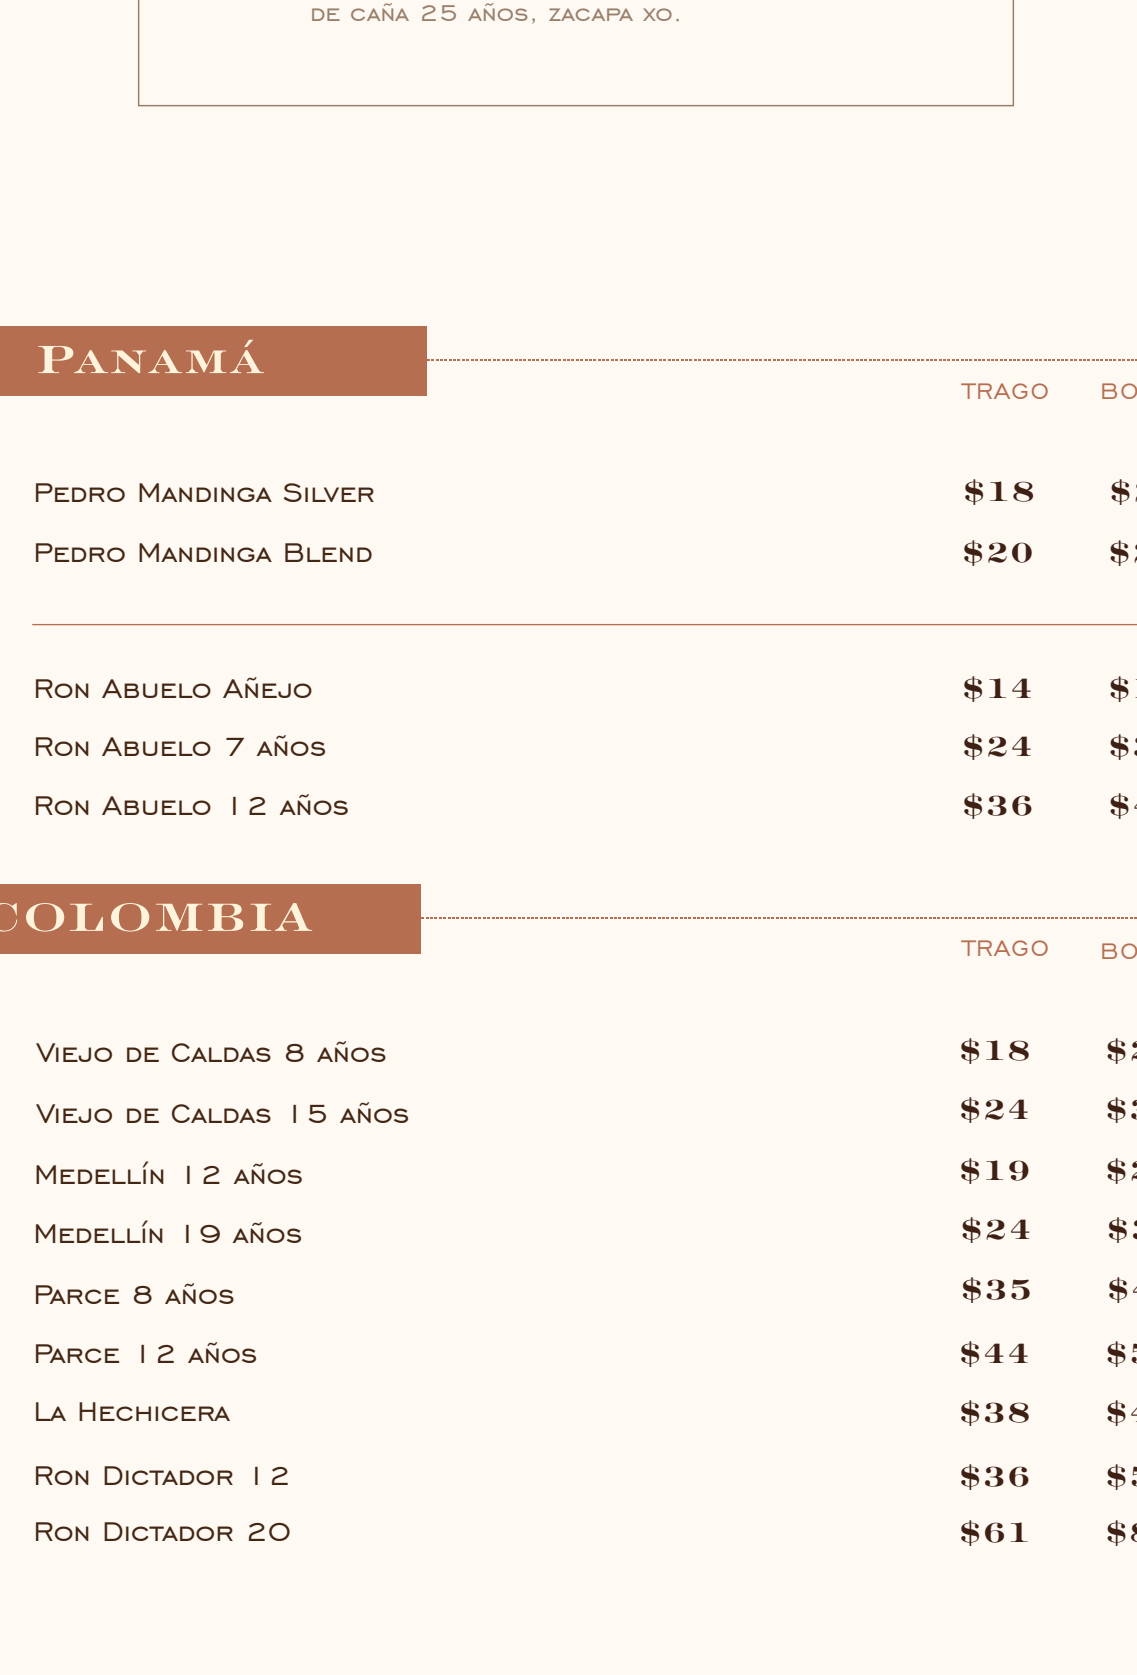 DE CAÑA 25 AÑOS, ZACAPA XO.
PANAMÁ
TRAGO
PEDRO MANDINGA SILVER $18
PEDRO MANDINGA BLEND $20
RON ABUELO AÑEJO $14
RON ABUELO 7 AÑOS $24
RON ABUELO 12 AÑOS $36
COLOMBIA
TRAGO
VIEJO DE CALDAS 8 AÑOS $18
VIEJO DE CALDAS 15 AÑOS $24
MEDELLÍN 12 AÑOS $19
MEDELLÍN 19 AÑOS $24
PARCE 8 AÑOS $35
PARCE 12 AÑOS $44
LA HECHICERA $38
RON DICTADOR 12 $36
RON DICTADOR 20 $61